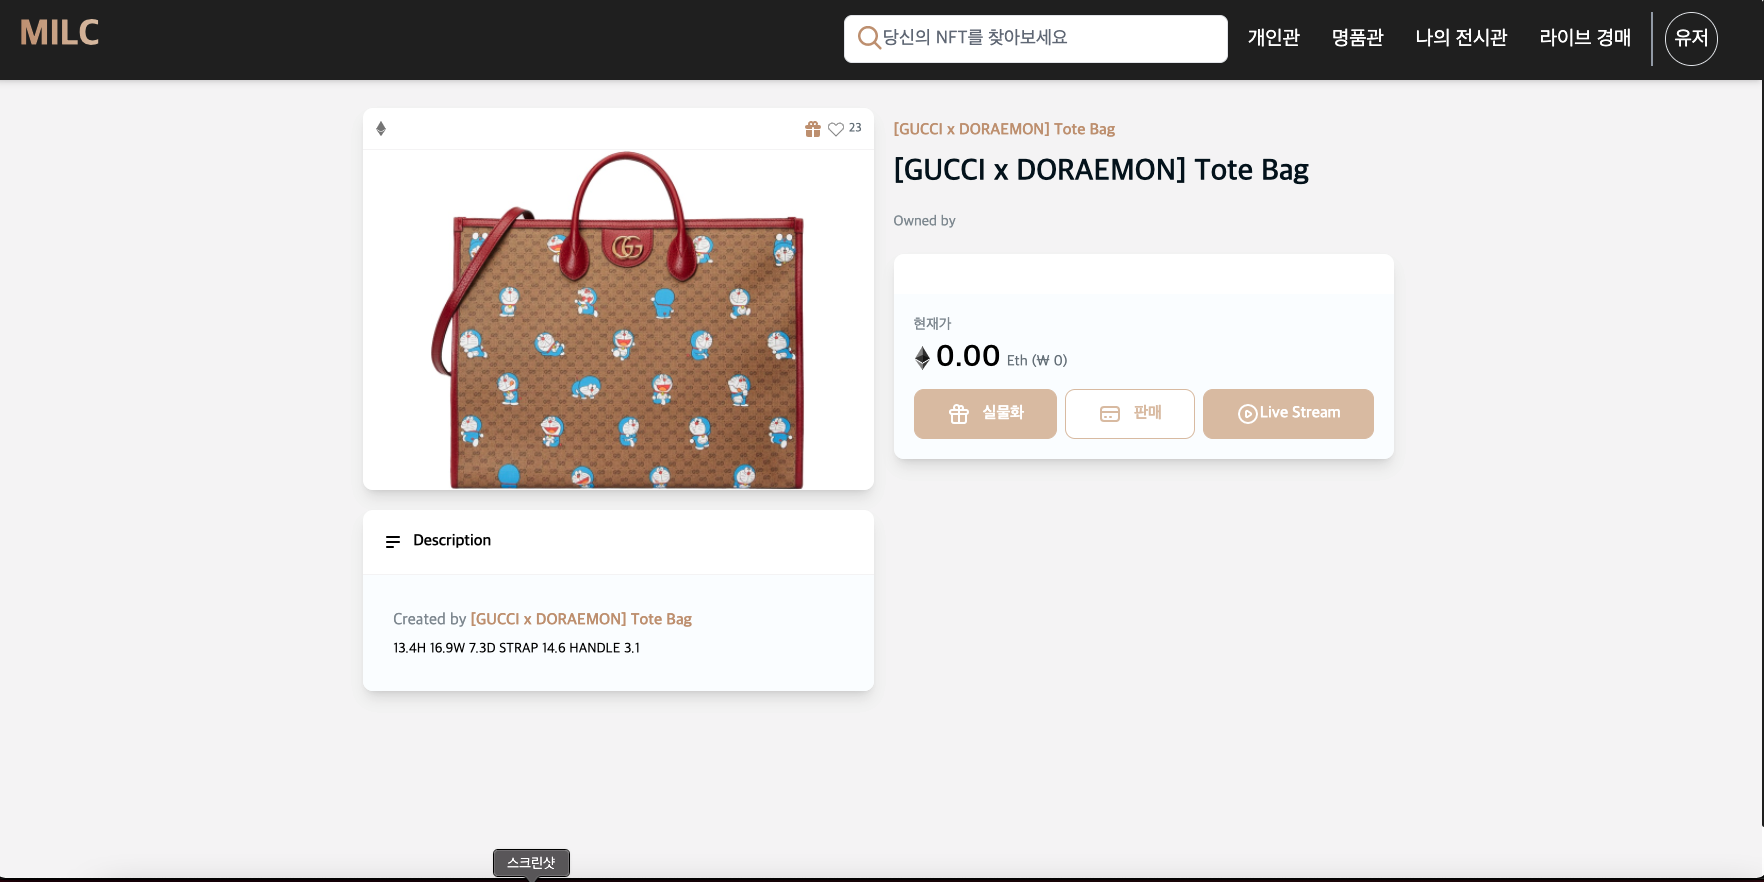 MILC
당신의 NFT를 찾아보세요
개인관
명품관
나의 전시관
라이브 경매
유저
23
[GUCCI x DORAEMON] Tote Bag
[GUCCI x DORAEMON] Tote Bag
Owned by
현재가
0.00 Eth (₩ 0)
실물화
판매
Live Stream
Description
Created by [GUCCI x DORAEMON] Tote Bag
13.4H 16.9W 7.3D STRAP 14.6 HANDLE 3.1
스크린샷